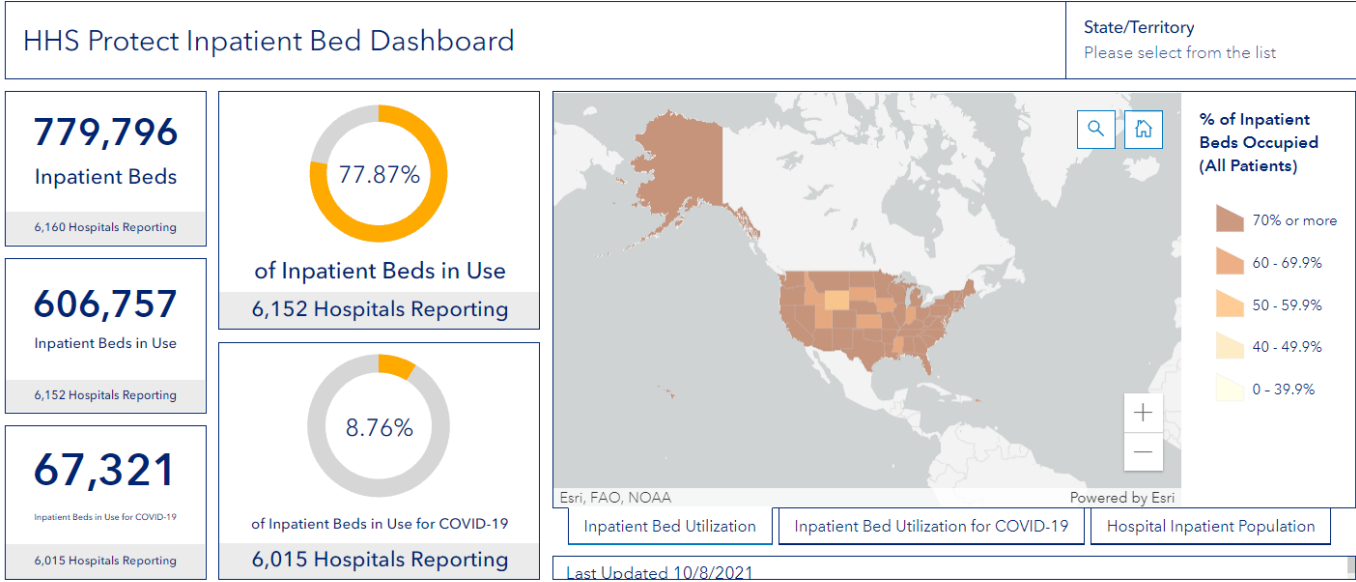 HHS Protect Inpatient Bed Dashboard
State/Territory
Please select from the list
779,796
Inpatient Beds
6,160 Hospitals Reporting
606,757
Inpatient Beds in Use
6,152 Hospitals Reporting
67,321
Inpatient Beds in Use for COVID-19
6,015 Hospitals Reporting
77.87%
of Inpatient Beds in Use
6,152 Hospitals Reporting
8.76%
of Inpatient Beds in Use for COVID-19
6,015 Hospitals Reporting
% of Inpatient
Beds Occupied
(All Patients)
70% or more
60 - 69.9%
50 - 59.9%
40 - 49.9%
0 - 39.9%
Esri, FAO, NOAA
Powered by Esri
Inpatient Bed Utilization
Inpatient Bed Utilization for COVID-19
Hospital Inpatient Population
Last Updated 10/8/2021